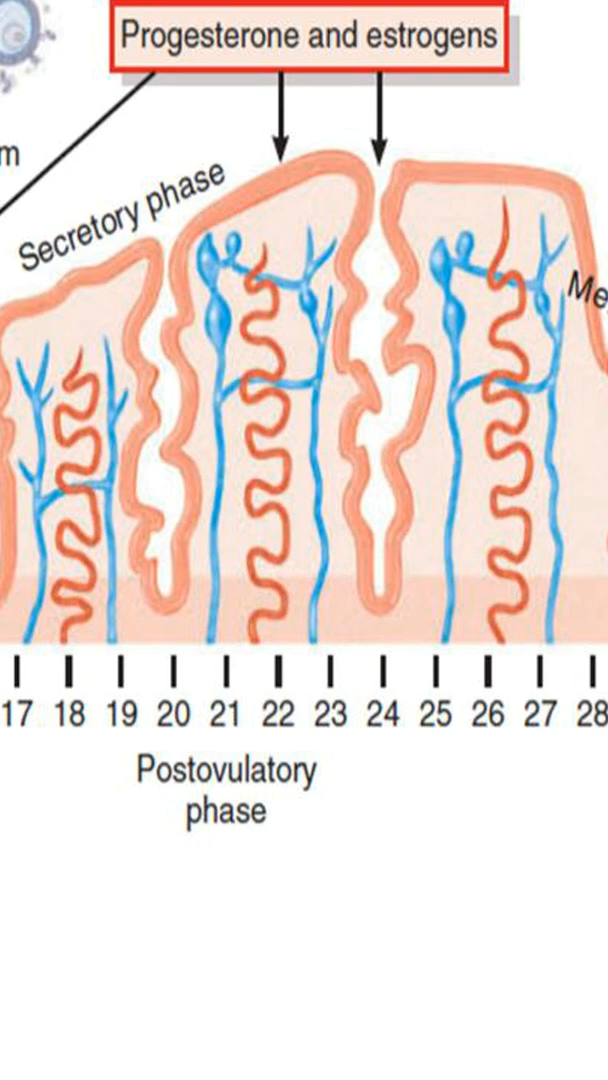 Progesterone and estrogens
m
Secretory phase
Me
17 18 19 20 21 22 23 24 25 26 27 28
Postovulatory
phase